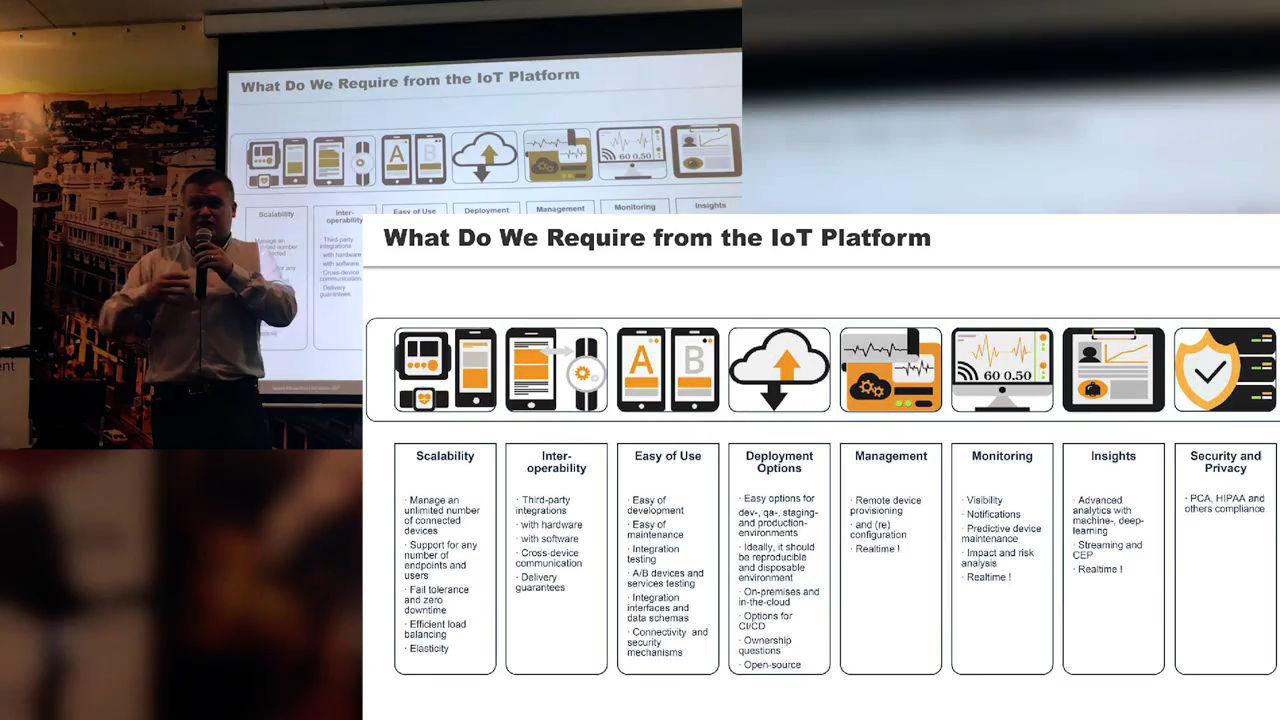 What Do We Require from the IoT Platform
A
B
60 0.50
Scalability
Inter-
operability
Easy of Use
Deployment
Management
Monitoring
Insights
Manage an
Third-party
integrations
with hardware
with software
Cross-device
communication
Delivery
guarantees
N
ent
What Do We Require from the IoT Platform
A
B
60 0.50
Scalability
· Manage an
unlimited number
of connected
devices
· Support for any
number of
endpoints and
users
· Fail tolerance
and zero
downtime
· Efficient load
balancing
· Elasticity
Inter-
operability
· Third-party
integrations
· with hardware
· with software
· Cross-device
communication
· Delivery
guarantees
Easy of Use
· Easy of
development
· Easy of
maintenance
· Integration
testing
· A/B devices and
services testing
· Integration
interfaces and
data schemas
· Connectivity and
security
mechanisms
Deployment
Options
· Easy options for
dev-, qa-, staging-
and production-
environments
· Ideally, it should
be reproducible
and disposable
environment
· On-premises and
in-the-cloud
· Options for
CI/CD
· Ownership
questions
· Open-source
Management
· Remote device
provisioning
· and (re)
configuration
· Realtime !
Monitoring
· Visibility
· Notifications
· Predictive device
maintenance
· Impact and risk
analysis
· Realtime !
Insights
· Advanced
analytics with
machine-, deep-
learning
· Streaming and
CEP
· Realtime !
Security and
Privacy
· PCA, HIPAA and
others compliance